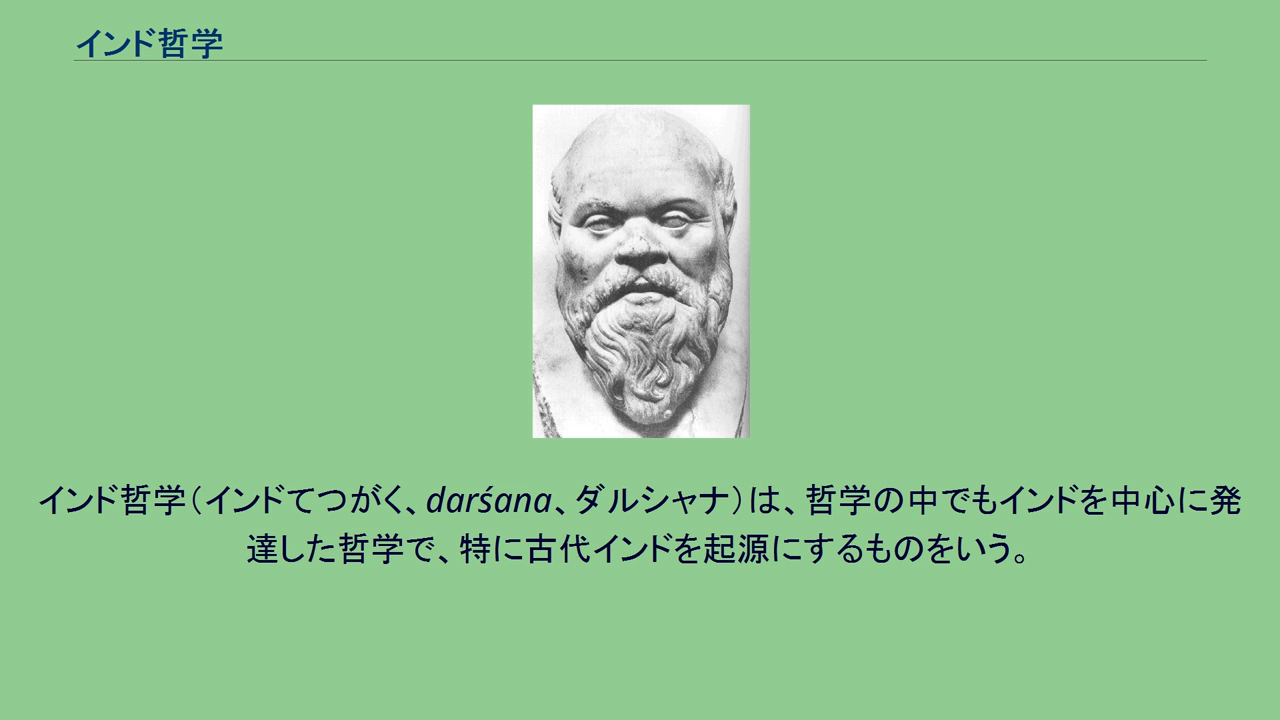 インド哲学
インド哲学（インドてつがく、darśana、ダルシャナ）は、哲学の中でもインドを中心に発
達した哲学で、特に古代インドを起源にするものをいう。